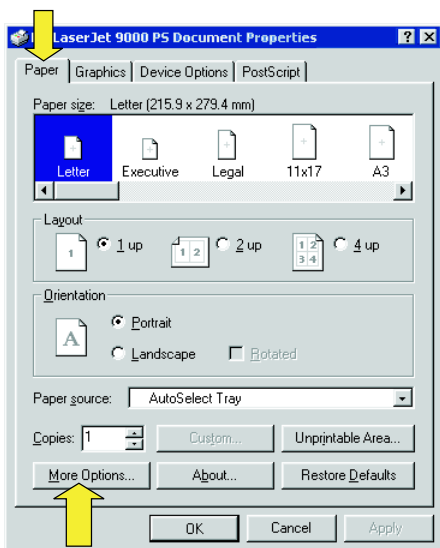 LaserJet 9000 PS Document Properties
Paper Graphics Device Options PostScript
Paper size: Letter (215.9 x 279.4 mm)
Letter Executive Legal 11x17 A3
Layout
1 1 up 1 2 2 up 1 2 4 up
3 4
Orientation
A Portrait
Landscape Rotated
Paper source: AutoSelect Tray
Copies: 1 Custom... Unprintable Area...
More Options... About... Restore Defaults
OK Cancel Apply